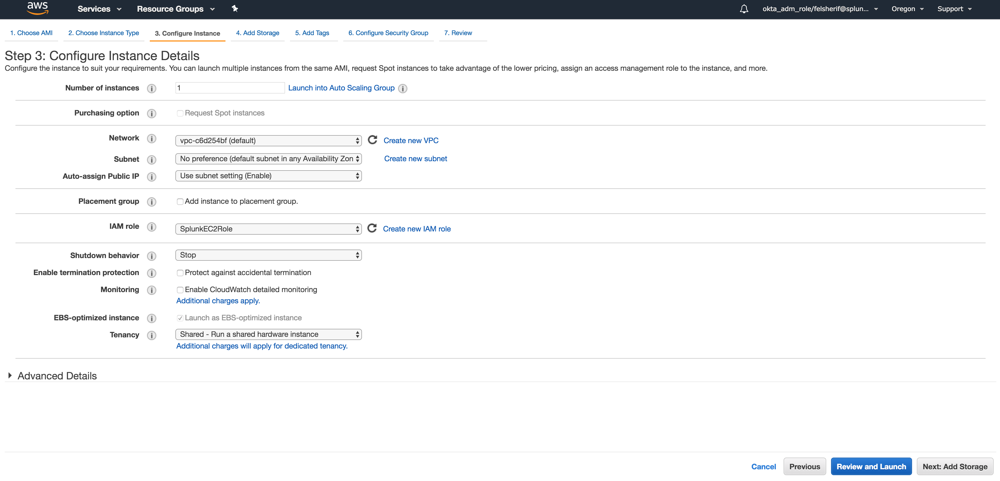 aws Services Resource Groups okta_adm_role/felsherif@splun... Oregon Support
1. Choose AMI 2. Choose Instance Type 3. Configure Instance 4. Add Storage 5. Add Tags 6. Configure Security Group 7. Review
Step 3: Configure Instance Details
Configure the instance to suit your requirements. You can launch multiple instances from the same AMI, request Spot instances to take advantage of the lower pricing, assign an access management role to the instance, and more.
Number of instances 1 Launch into Auto Scaling Group
Purchasing option Request Spot instances
Network vpc-c6d254bf (default) Create new VPC
Subnet No preference (default subnet in any Availability Zon Create new subnet
Auto-assign Public IP Use subnet setting (Enable)
Placement group Add instance to placement group.
IAM role SplunkEC2Role Create new IAM role
Shutdown behavior Stop
Enable termination protection Protect against accidental termination
Monitoring Enable CloudWatch detailed monitoring
Additional charges apply.
EBS-optimized instance Launch as EBS-optimized instance
Tenancy Shared - Run a shared hardware instance
Additional charges will apply for dedicated tenancy.
Advanced Details
Cancel Previous Review and Launch Next: Add Storage